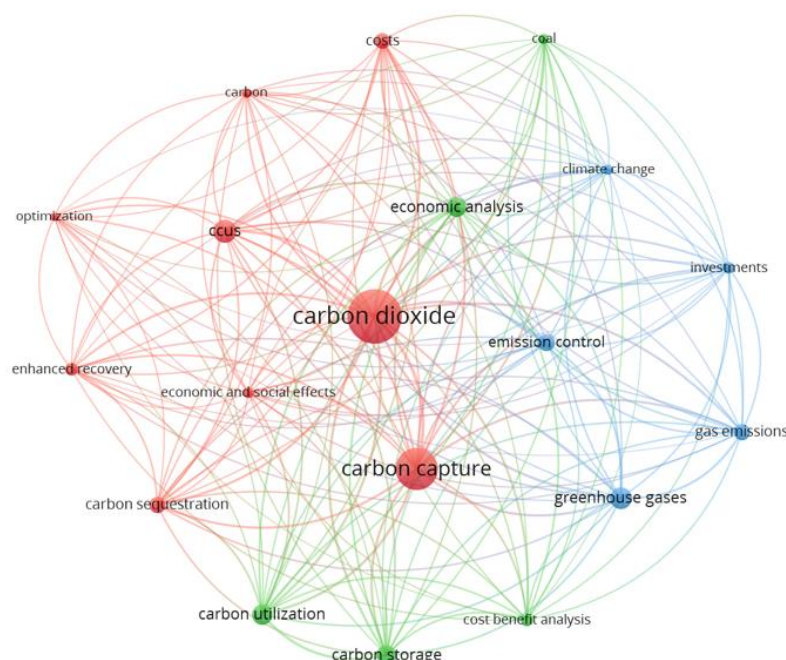 costs
coal
carbon
climate change
economic analysis
optimization
ccus
investments
carbon dioxide
emission control
enhanced recovery
economic and social effects
gas emissions
carbon capture
greenhouse gases
carbon sequestration
carbon utilization
cost benefit analysis
carbon storage